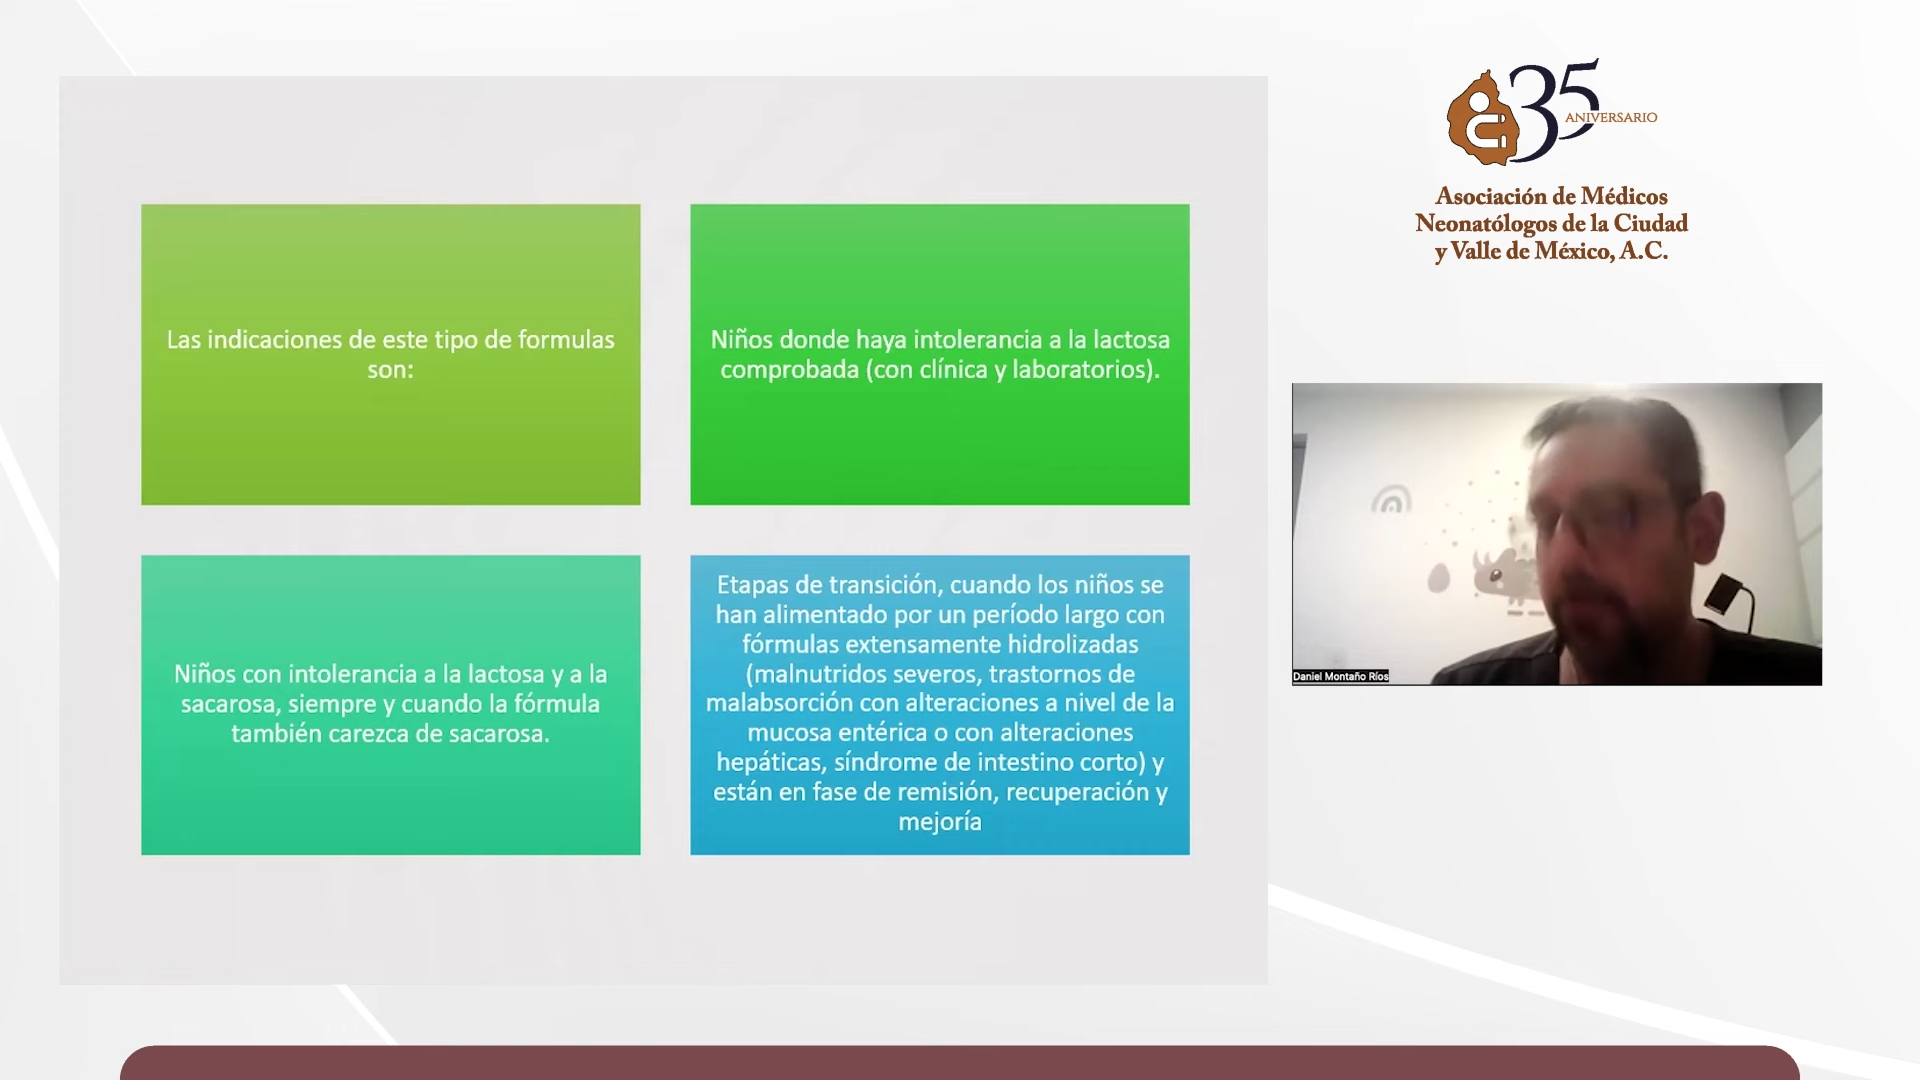 Las indicaciones de este tipo de formulas
son:
Niños donde haya intolerancia a la lactosa
comprobada (con clínica y laboratorios).
Niños con intolerancia a la lactosa y a la
sacarosa, siempre y cuando la fórmula
también carezca de sacarosa.
Etapas de transición, cuando los niños se
han alimentado por un período largo con
fórmulas extensamente hidrolizadas
(malnutridos severos, trastornos de
malabsorción con alteraciones a nivel de la
mucosa entérica o con alteraciones
hepáticas, síndrome de intestino corto) y
están en fase de remisión, recuperación y
mejoría
35
ANIVERSARIO
Asociación de Médicos
Neonatólogos de la Ciudad
y Valle de México, A.C.
Daniel Montaño Ríos